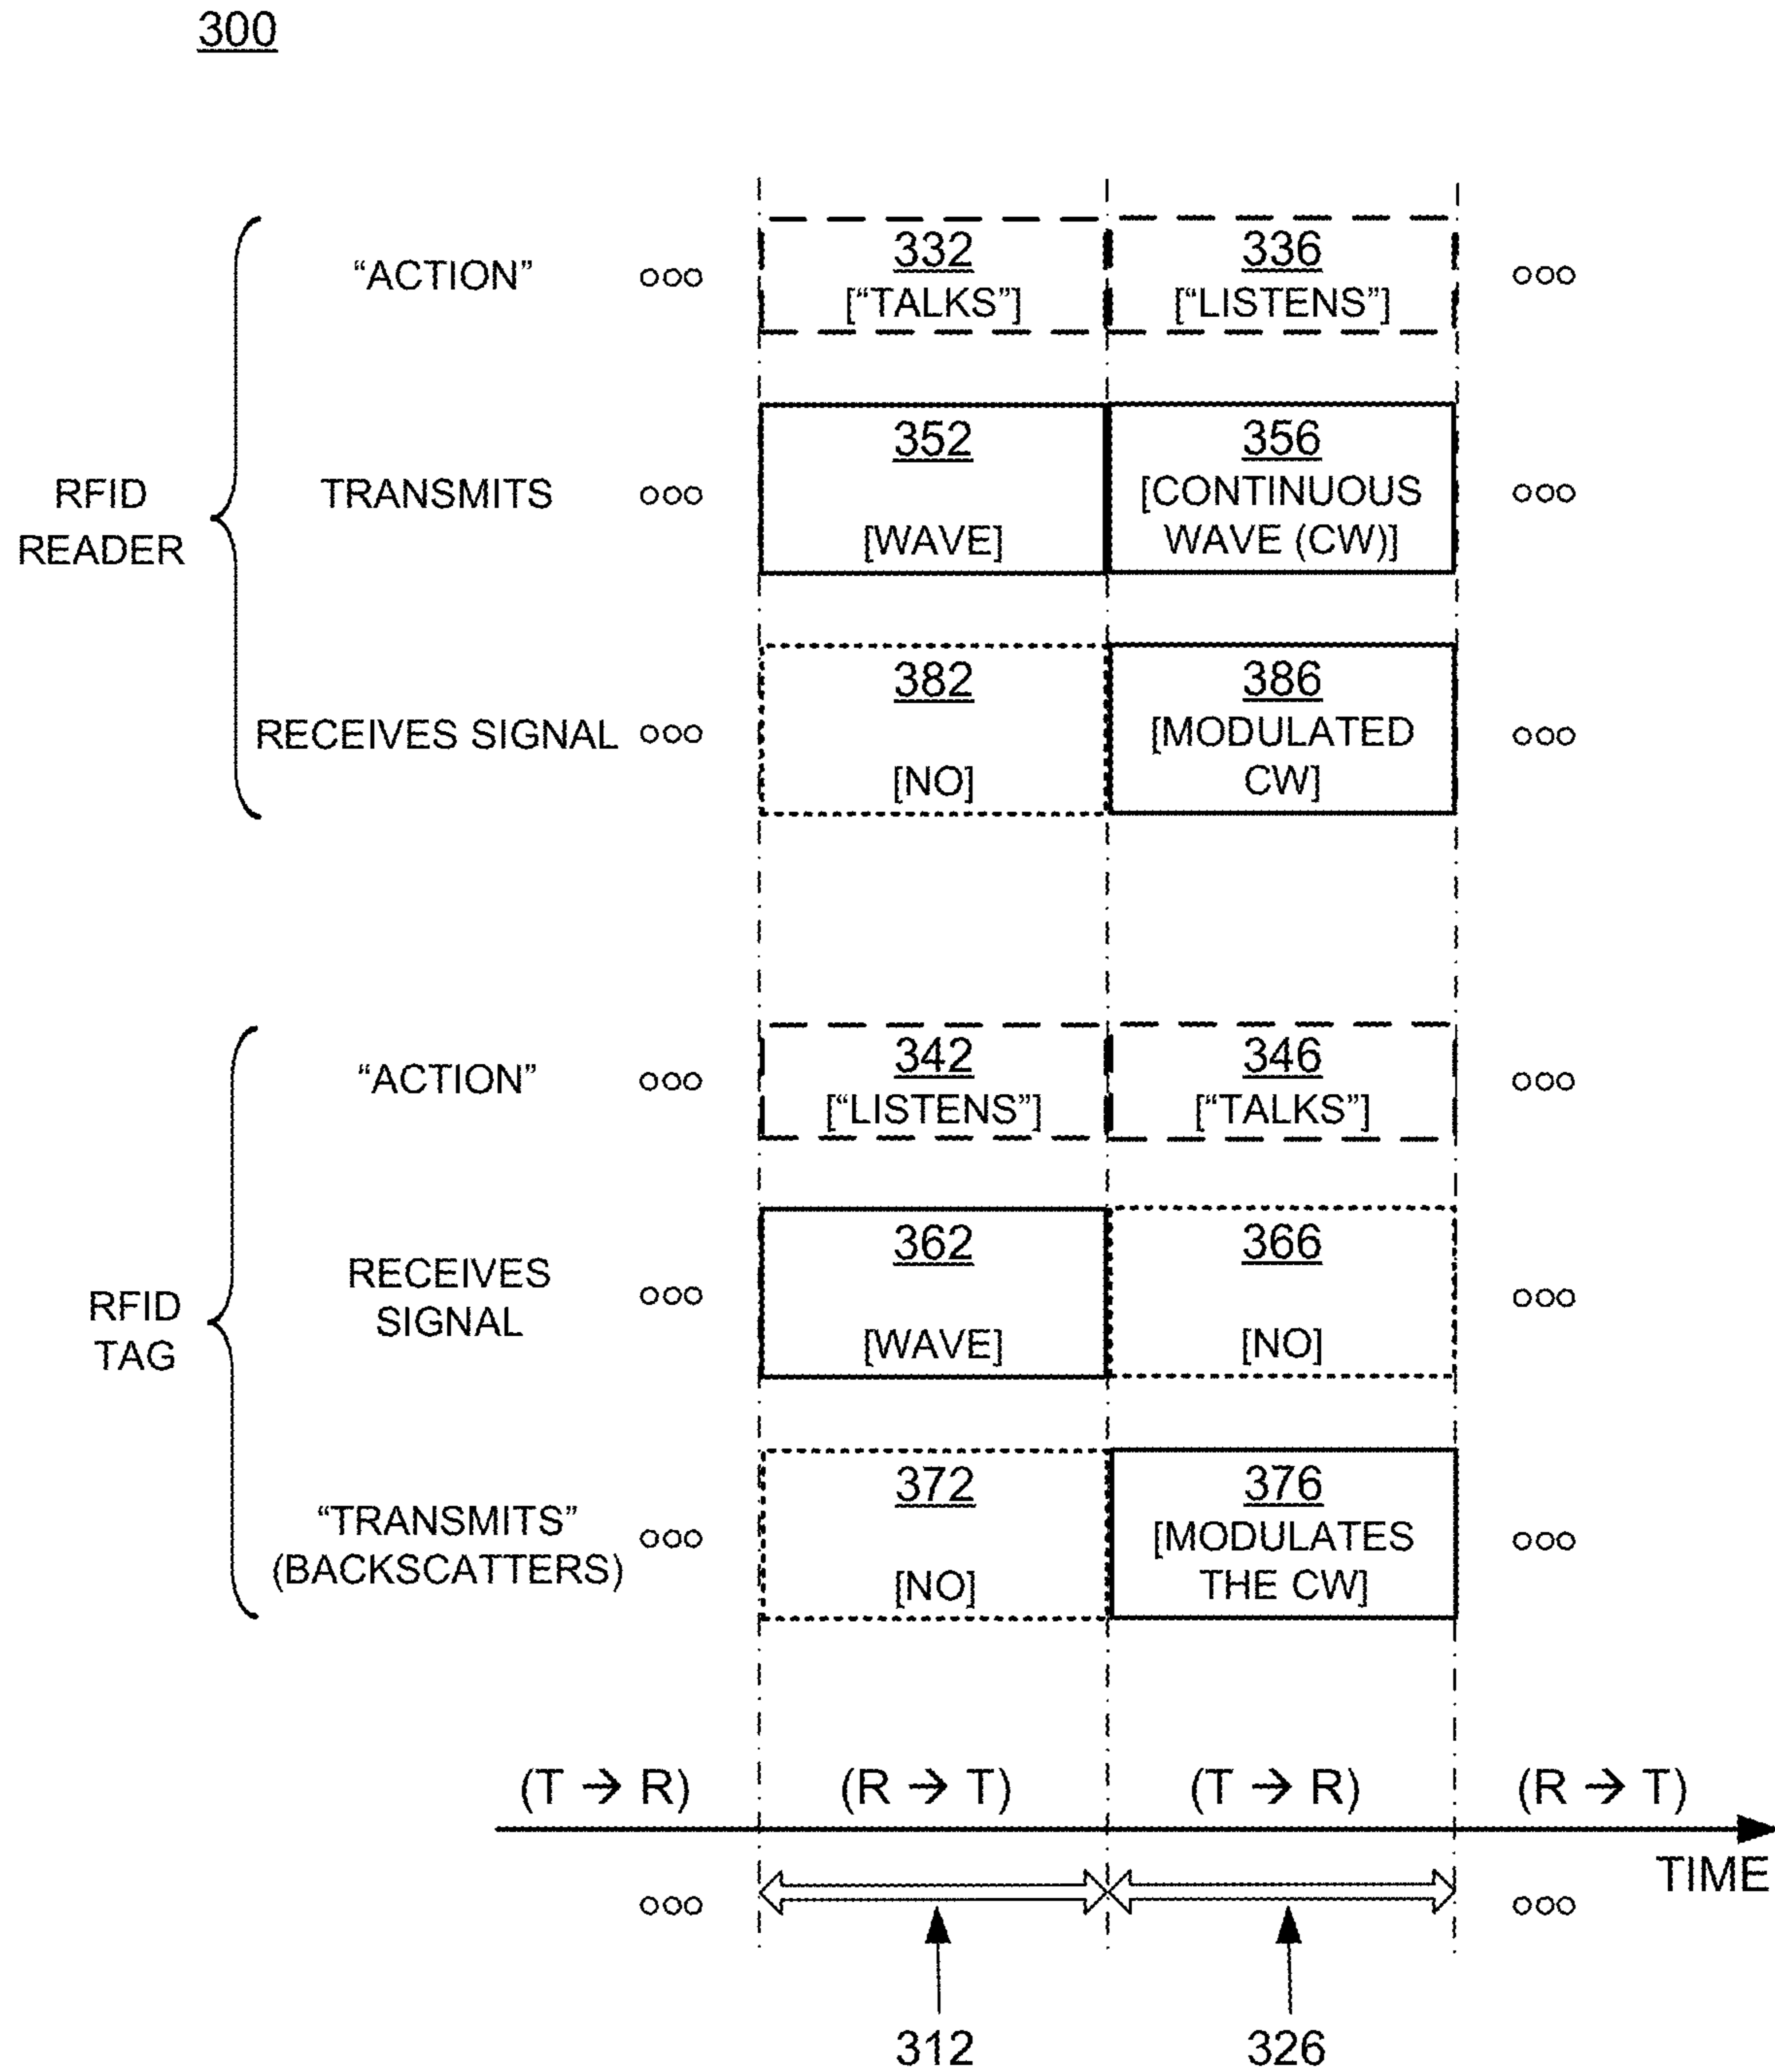 300
"ACTION" ooo 332 336 ooo
["TALKS"] ["LISTENS"]
RFID
READER
TRANSMITS ooo 352 356 ooo
[WAVE] [CONTINUOUS
WAVE (CW)]
RECEIVES SIGNAL ooo 382 386 ooo
[NO] [MODULATED
CW]
"ACTION" ooo 342 346 ooo
["LISTENS"] ["TALKS"]
RFID
TAG
RECEIVES
SIGNAL ooo 362 366 ooo
[WAVE] [NO]
"TRANSMITS"
(BACKSCATTERS) ooo 372 376 ooo
[NO] [MODULATES
THE CW]
(T → R) (R → T) (T → R) (R → T)
TIME
ooo ooo
312 326